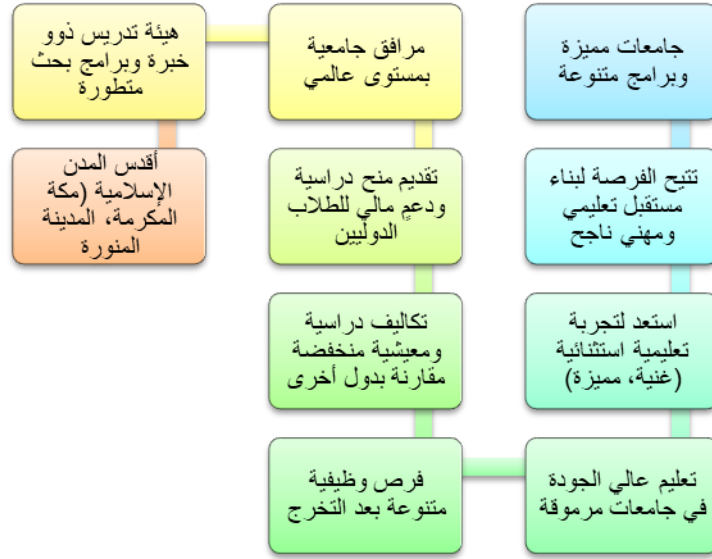 جامعات مميزة
وبرامج متنوعة
تتيح الفرصة لبناء
مستقبل تعليمي
ومهني ناجح
استعد لتجربة
تعليمية استثنائية
(غنية، مميزة)
تعليم عالي الجودة
في جامعات مرموقة
فرص وظيفية
متنوعة بعد التخرج
تكاليف دراسية
ومعيشية منخفضة
مقارنة بدول أخرى
تقديم منح دراسية
ودعمٍ مالي للطلاب
الدوليين
مرافق جامعية
بمستوى عالمي
هيئة تدريس ذوو
خبرة وبرامج بحث
متطورة
أقدس المدن
الإسلامية (مكة
المكرمة، المدينة
المنورة